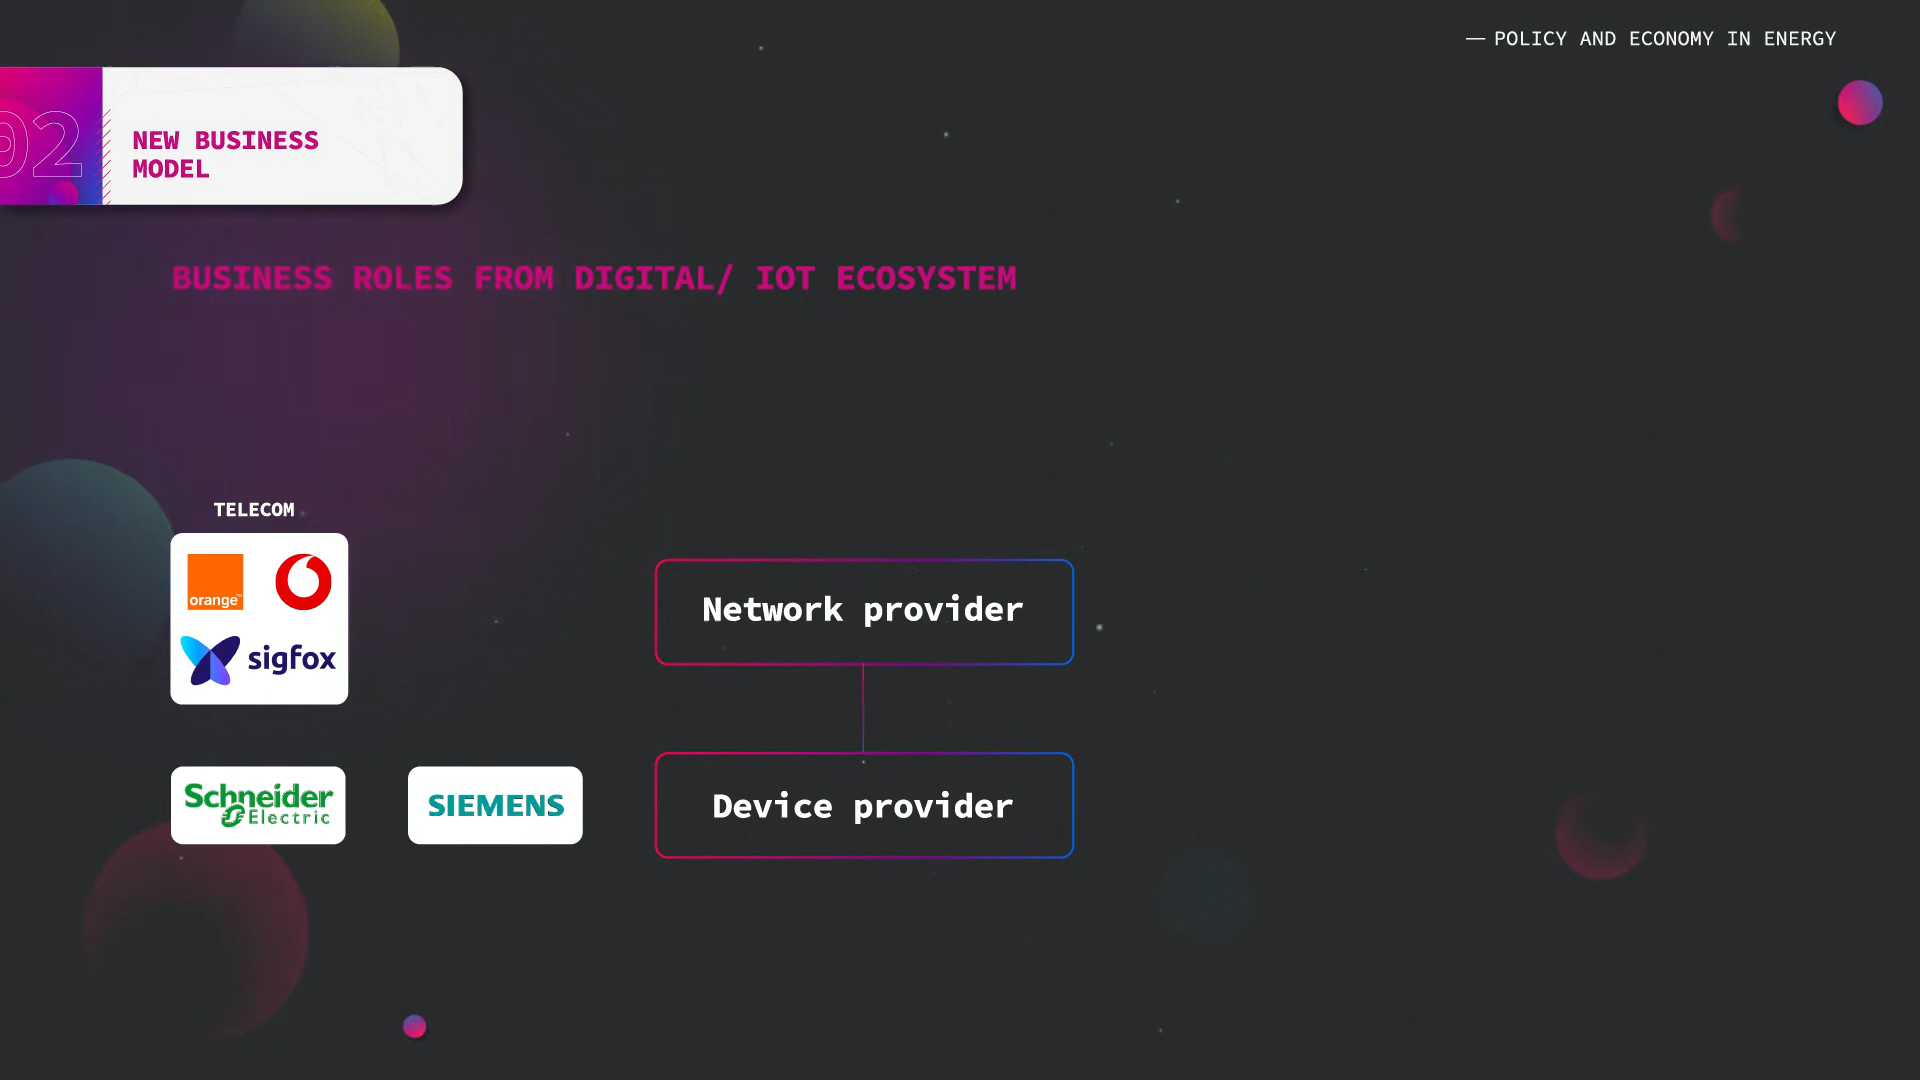 — POLICY AND ECONOMY IN ENERGY
02
NEW BUSINESS
MODEL
BUSINESS ROLES FROM DIGITAL/ IOT ECOSYSTEM
TELECOM
orange™
sigfox
Network provider
Schneider
Electric
SIEMENS
Device provider